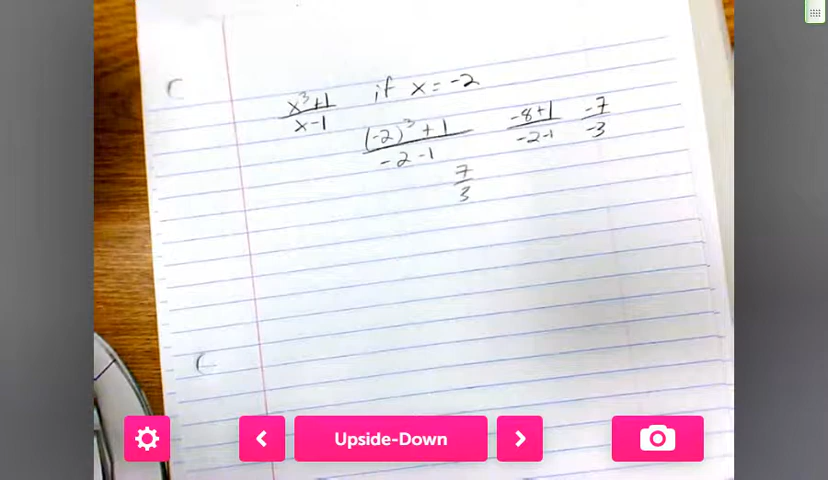 x³+1 / x-1 if x = -2
(-2)³ + 1 / -2 -1 -8+1 / -2-1 -7 / -3
7 / 3
Upside-Down